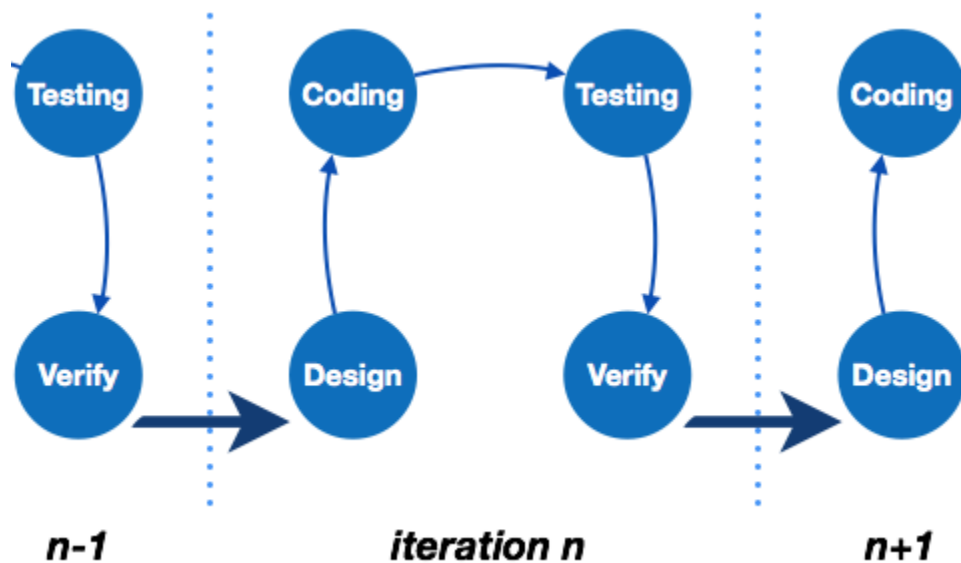 Testing
Coding
Testing
Coding
Verify
Design
Verify
Design
n-1
iteration n
n+1